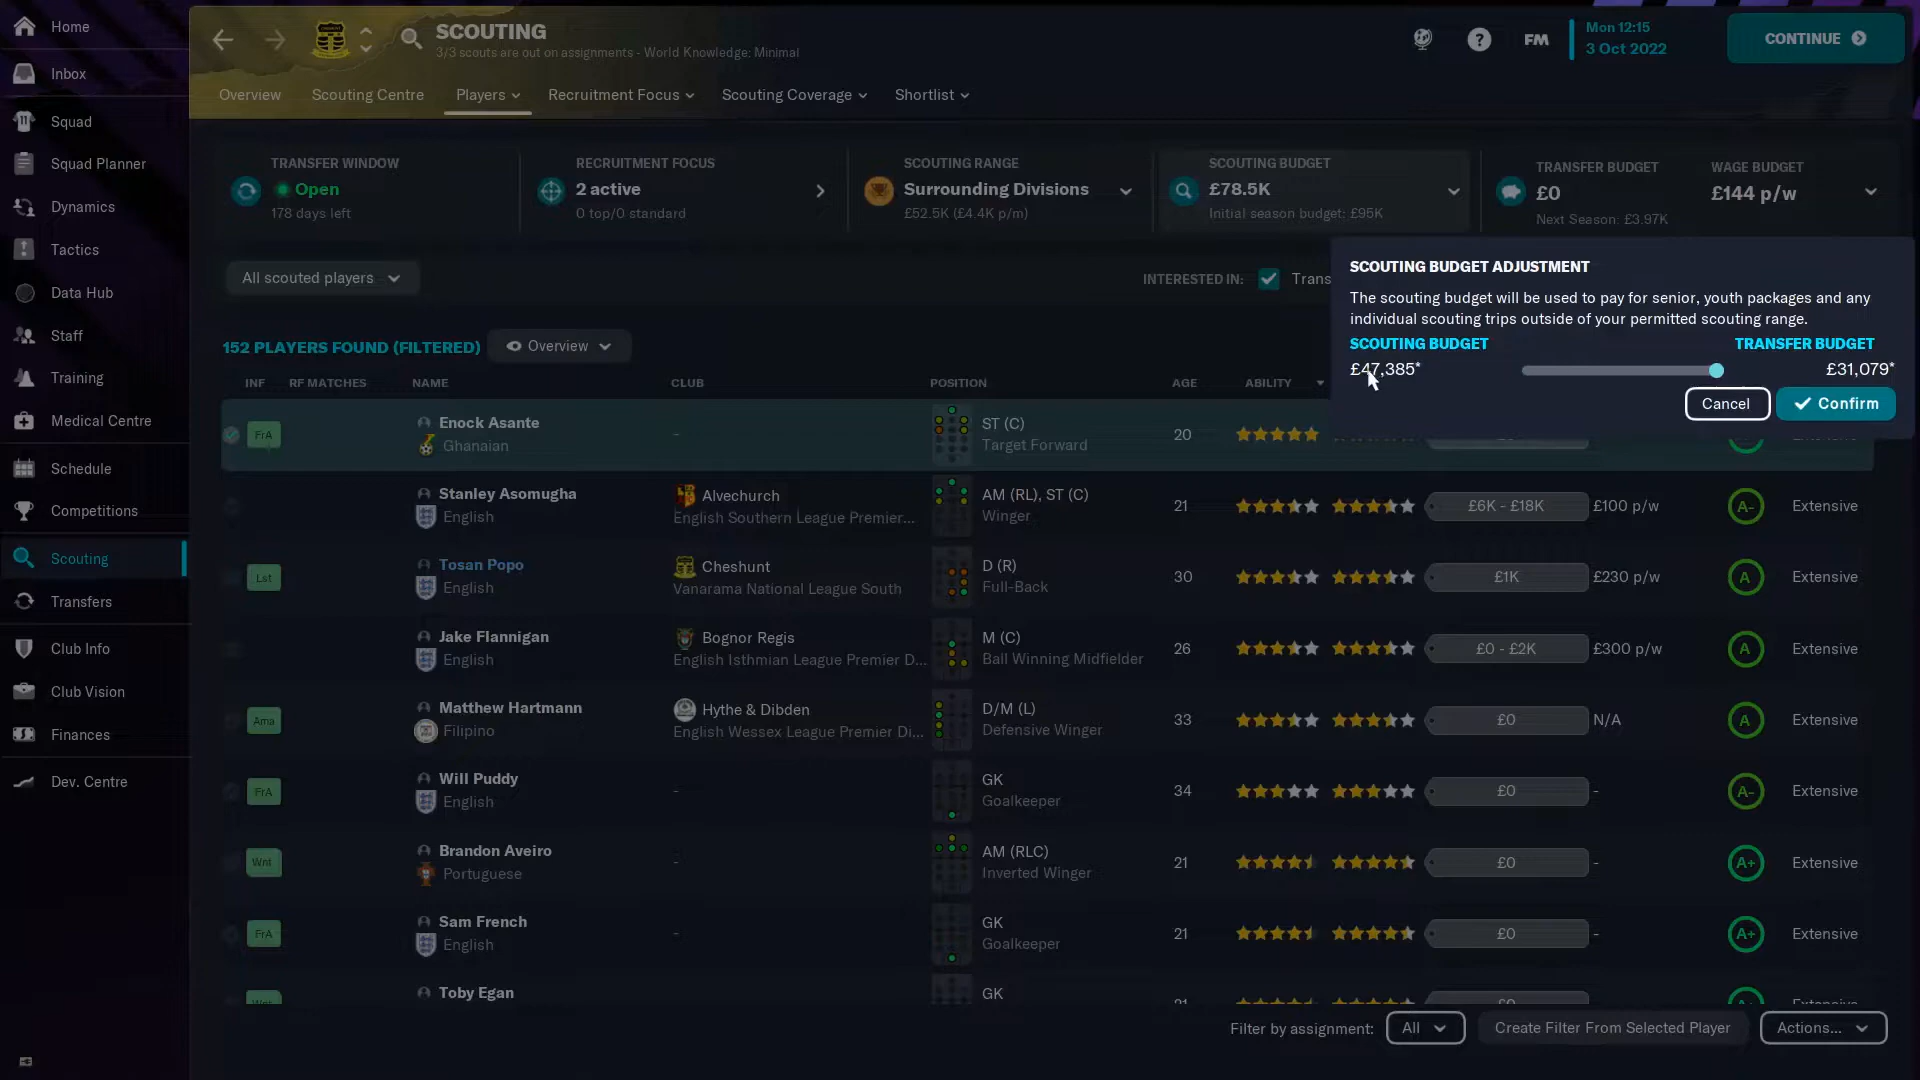 Home
Inbox
Squad
Squad Planner
Dynamics
Tactics
Data Hub
Staff
Training
Medical Centre
Schedule
Competitions
Scouting
Transfers
Club Info
Club Vision
Finances
Dev. Centre
SCOUTING
3/3 scouts are out on assignments - World Knowledge: Minimal
FM
Mon 12:15
3 Oct 2022
CONTINUE
Overview Scouting Centre Players Recruitment Focus Scouting Coverage Shortlist
TRANSFER WINDOW
Open
178 days left
RECRUITMENT FOCUS
2 active
0 top/0 standard
SCOUTING RANGE
Surrounding Divisions
£52.5K (£4.4K p/m)
SCOUTING BUDGET
£78.5K
Initial season budget: £95K
TRANSFER BUDGET
£0
Next Season: £3.97K
WAGE BUDGET
£144 p/w
All scouted players
INTERESTED IN: Trans
SCOUTING BUDGET ADJUSTMENT
The scouting budget will be used to pay for senior, youth packages and any
individual scouting trips outside of your permitted scouting range.
SCOUTING BUDGET TRANSFER BUDGET
£47,385* £31,079*
Cancel Confirm
152 PLAYERS FOUND (FILTERED) Overview
INF RF MATCHES NAME CLUB POSITION AGE ABILITY
FrA Enock Asante - ST (C) 20
Ghanaian Target Forward
Stanley Asomugha Alvechurch AM (RL), ST (C) 21 £6K - £18K £100 p/w A- Extensive
English English Southern League Premier... Winger
Lst Tosan Popo Cheshunt D (R) 30 £1K £230 p/w A Extensive
English Vanarama National League South Full-Back
Jake Flannigan Bognor Regis M (C) 26 £0 - £2K £300 p/w A Extensive
English English Isthmian League Premier D... Ball Winning Midfielder
Ama Matthew Hartmann Hythe & Dibden D/M (L) 33 £0 N/A A Extensive
Filipino English Wessex League Premier Di... Defensive Winger
FrA Will Puddy - GK 34 £0 - A- Extensive
English Goalkeeper
Wnt Brandon Aveiro - AM (RLC) 21 £0 - A+ Extensive
Portuguese Inverted Winger
FrA Sam French - GK 21 £0 - A+ Extensive
English Goalkeeper
Toby Egan GK
Filter by assignment: All Create Filter From Selected Player Actions...